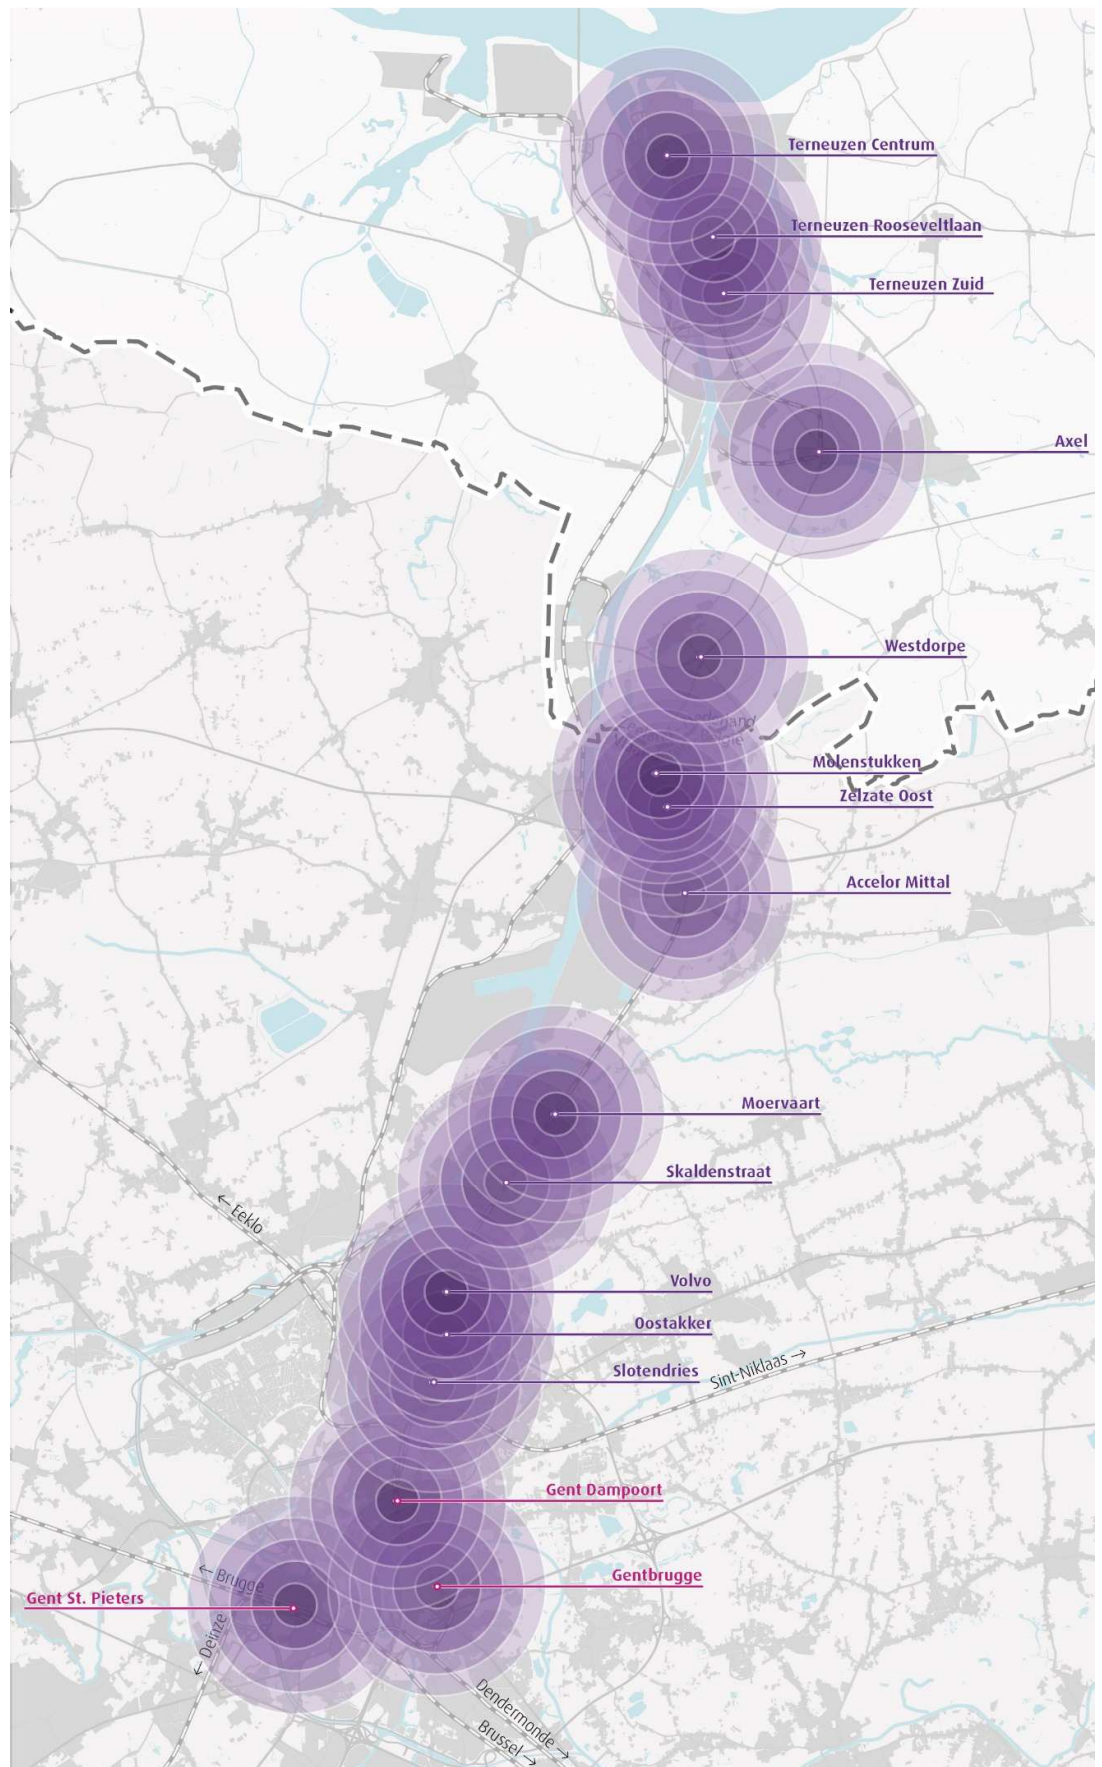 Terneuzen Centrum
Terneuzen Rooseveltlaan
Terneuzen Zuid
Axel
Westdorpe
Molenstukken
Zelzate Oost
Accelor Mittal
Moervaart
Skaldenstraat
← Eeklo
Volvo
Oostakker
Slotendries
Sint-Niklaas →
Gent Dampoort
← Brugge
Gentbrugge
Gent St. Pieters
← Deinze
Dendermonde →
Brussel →